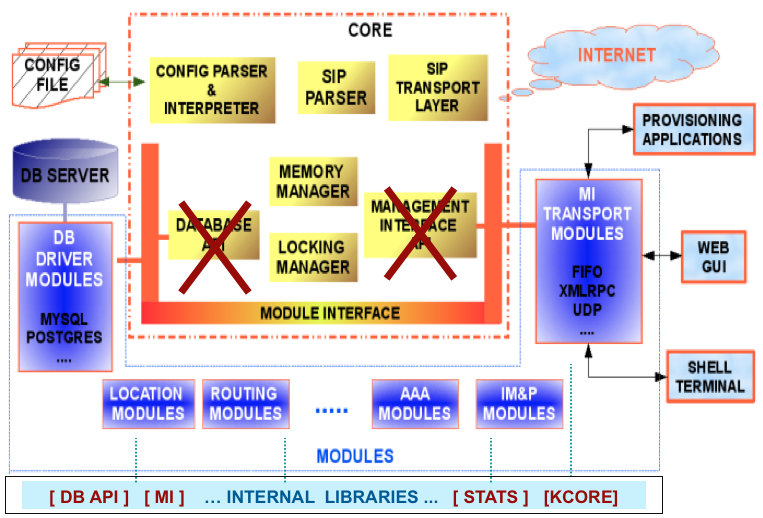 CORE
INTERNET
CONFIG
FILE
CONFIG PARSER
&
INTERPRETER
SIP
PARSER
SIP
TRANSPORT
LAYER
PROVISIONING
APPLICATIONS
DB SERVER
MEMORY
MANAGER
DATABASE
API
LOCKING
MANAGER
MANAGEMENT
INTERFACE
API
MI
TRANSPORT
MODULES
FIFO
XMLRPC
UDP
....
DB
DRIVER
MODULES
MYSQL
POSTGRES
....
WEB
GUI
MODULE INTERFACE
SHELL
TERMINAL
LOCATION
MODULES
ROUTING
MODULES
.....
AAA
MODULES
IM&P
MODULES
MODULES
[ DB API ] [ MI ] ... INTERNAL LIBRARIES ... [ STATS ] [KCORE]